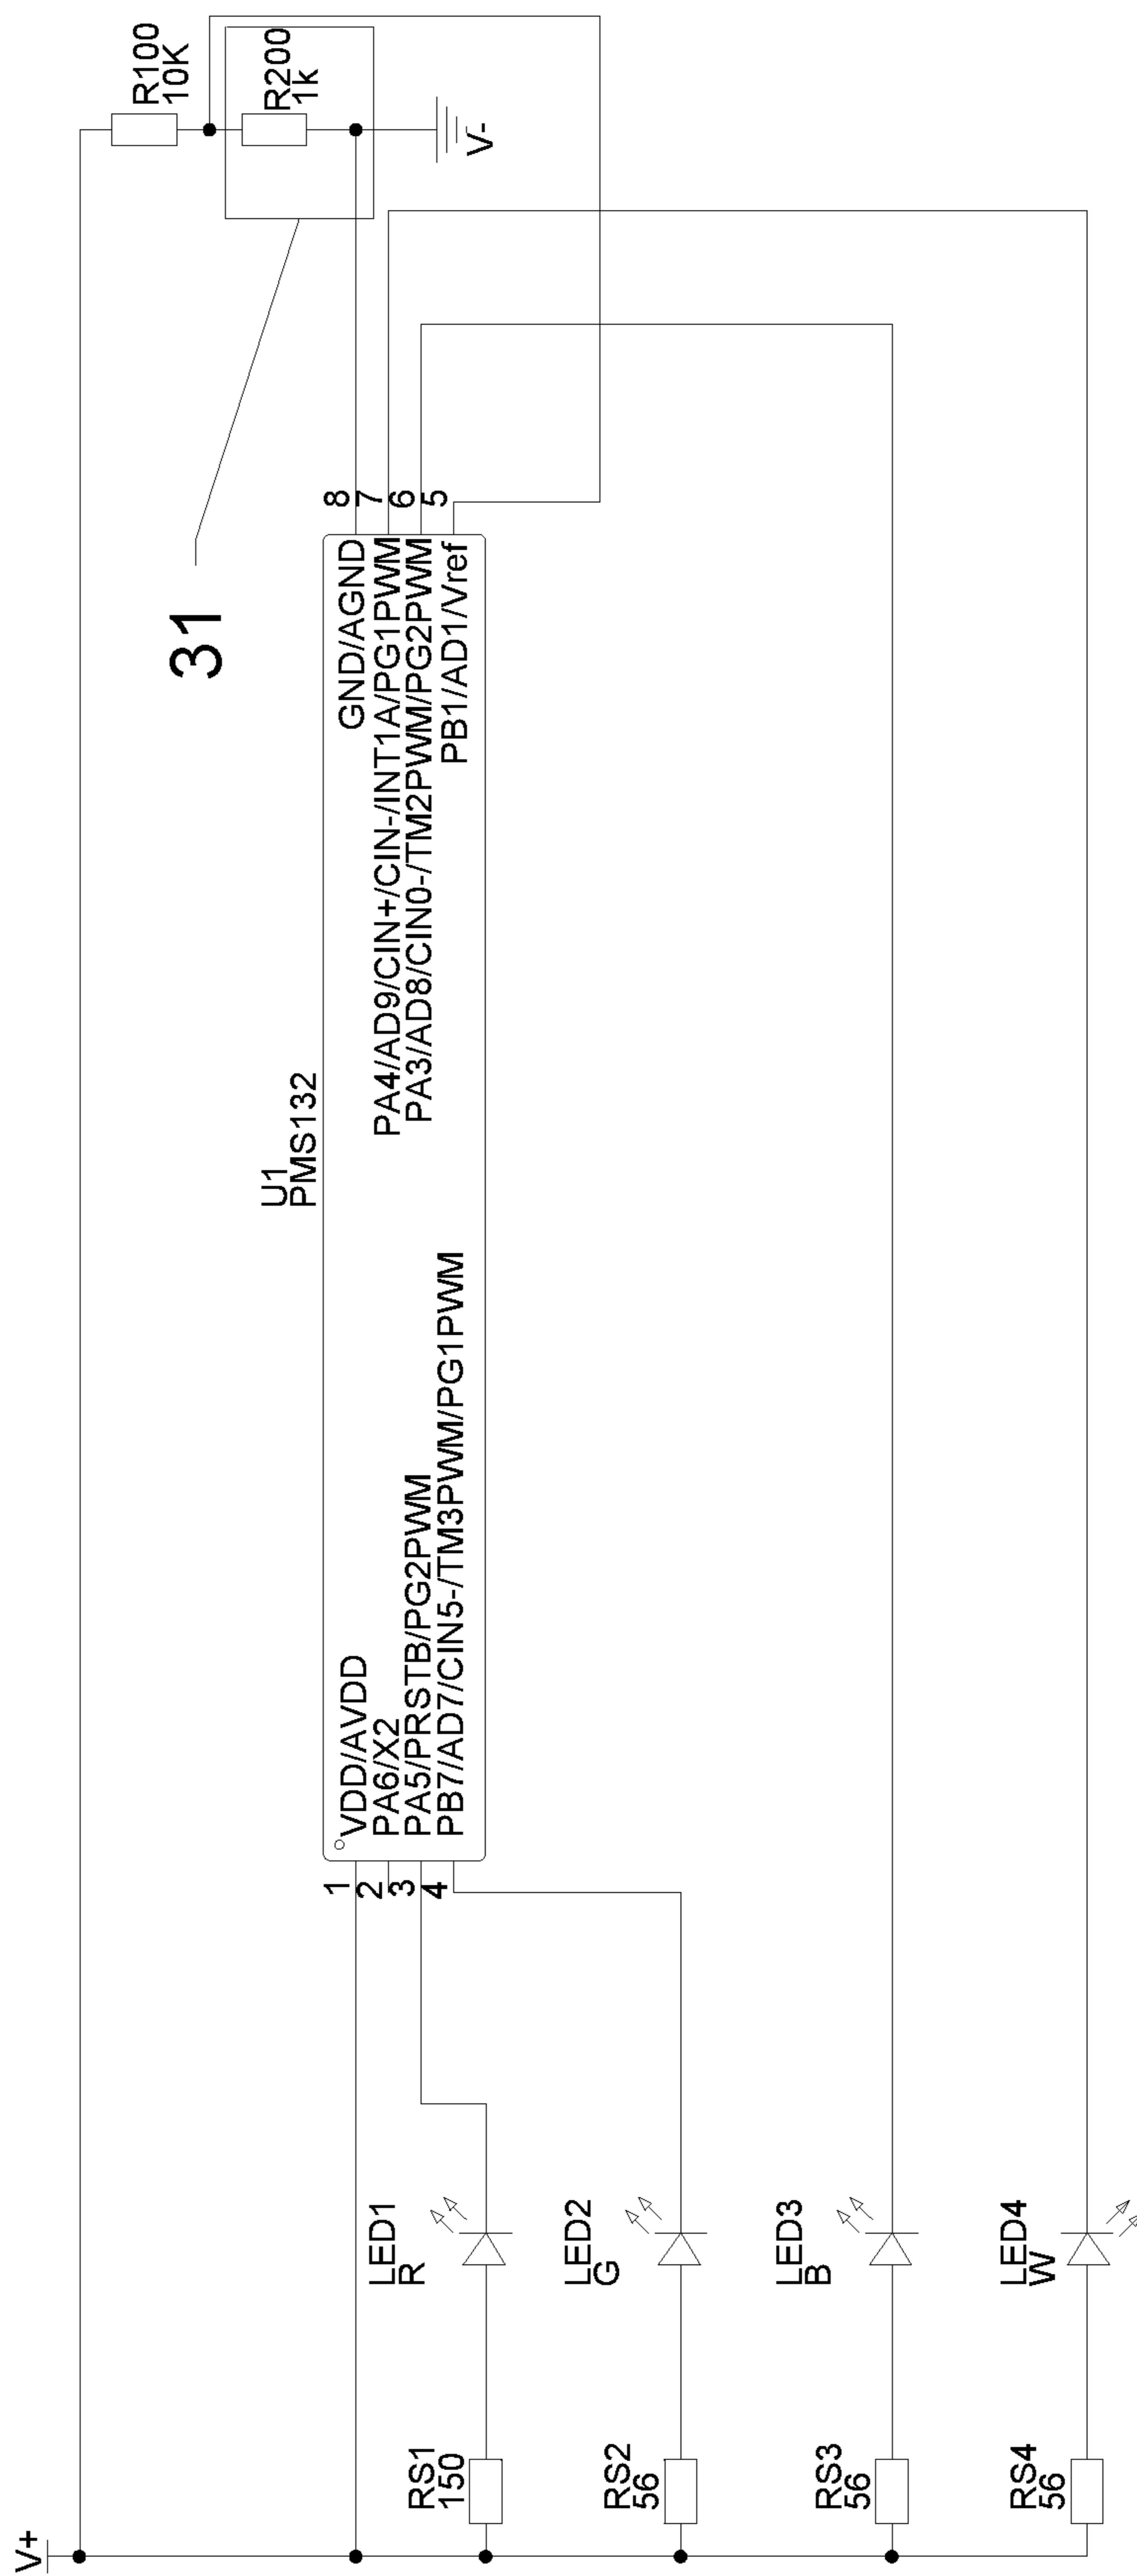 V+
RS1
150
LED1
R
RS2
56
LED2
G
RS3
56
LED3
B
RS4
56
LED4
W
U1
PMS132
1
2
3
4
VDD/AVDD
PA6/X2
PA5/PRSTB/PG2PWM
PB7/AD7/CIN5-/TM3PWM/PG1PWM
GND/AGND
PA4/AD9/CIN+/CIN-/INT1A/PG1PWM
PA3/AD8/CIN0-/TM2PWM/PG2PWM
PB1/AD1/Vref
8
7
6
5
31
R100
10K
R200
1k
V-